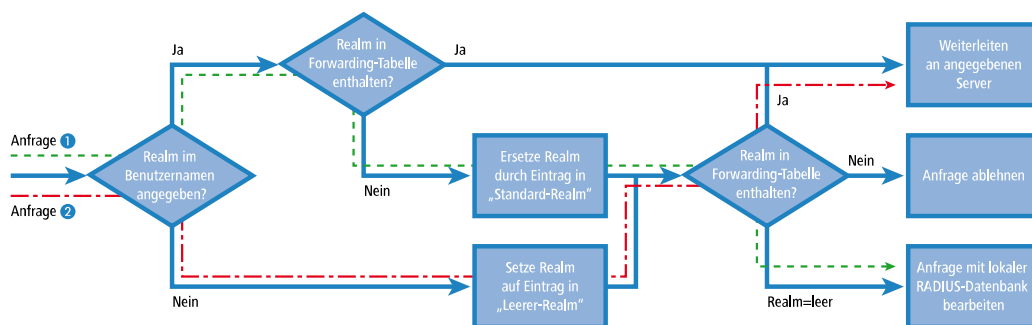 Ja
Realm in
Forwarding-Tabelle
enthalten?
Ja
Weiterleiten
an angegebenen
Server
Ja
Anfrage 1
Realm im
Benutzernamen
angegeben?
Anfrage 2
Nein
Ersetze Realm
durch Eintrag in
„Standard-Realm“
Realm in
Forwarding-Tabelle
enthalten?
Nein
Anfrage ablehnen
Nein
Setze Realm
auf Eintrag in
„Leerer-Realm“
Realm=leer
Anfrage mit lokaler
RADIUS-Datenbank
bearbeiten